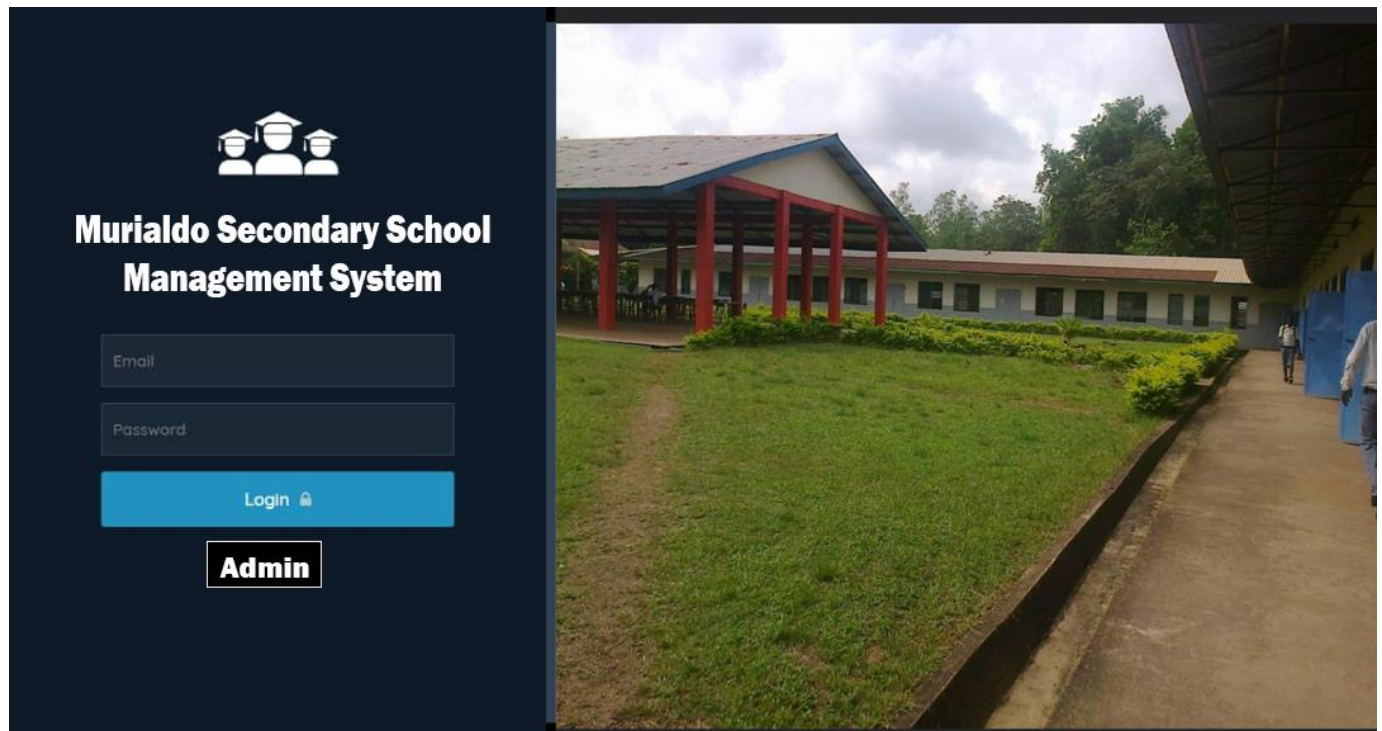 Murialdo Secondary School
Management System
Email
Password
Login
Admin